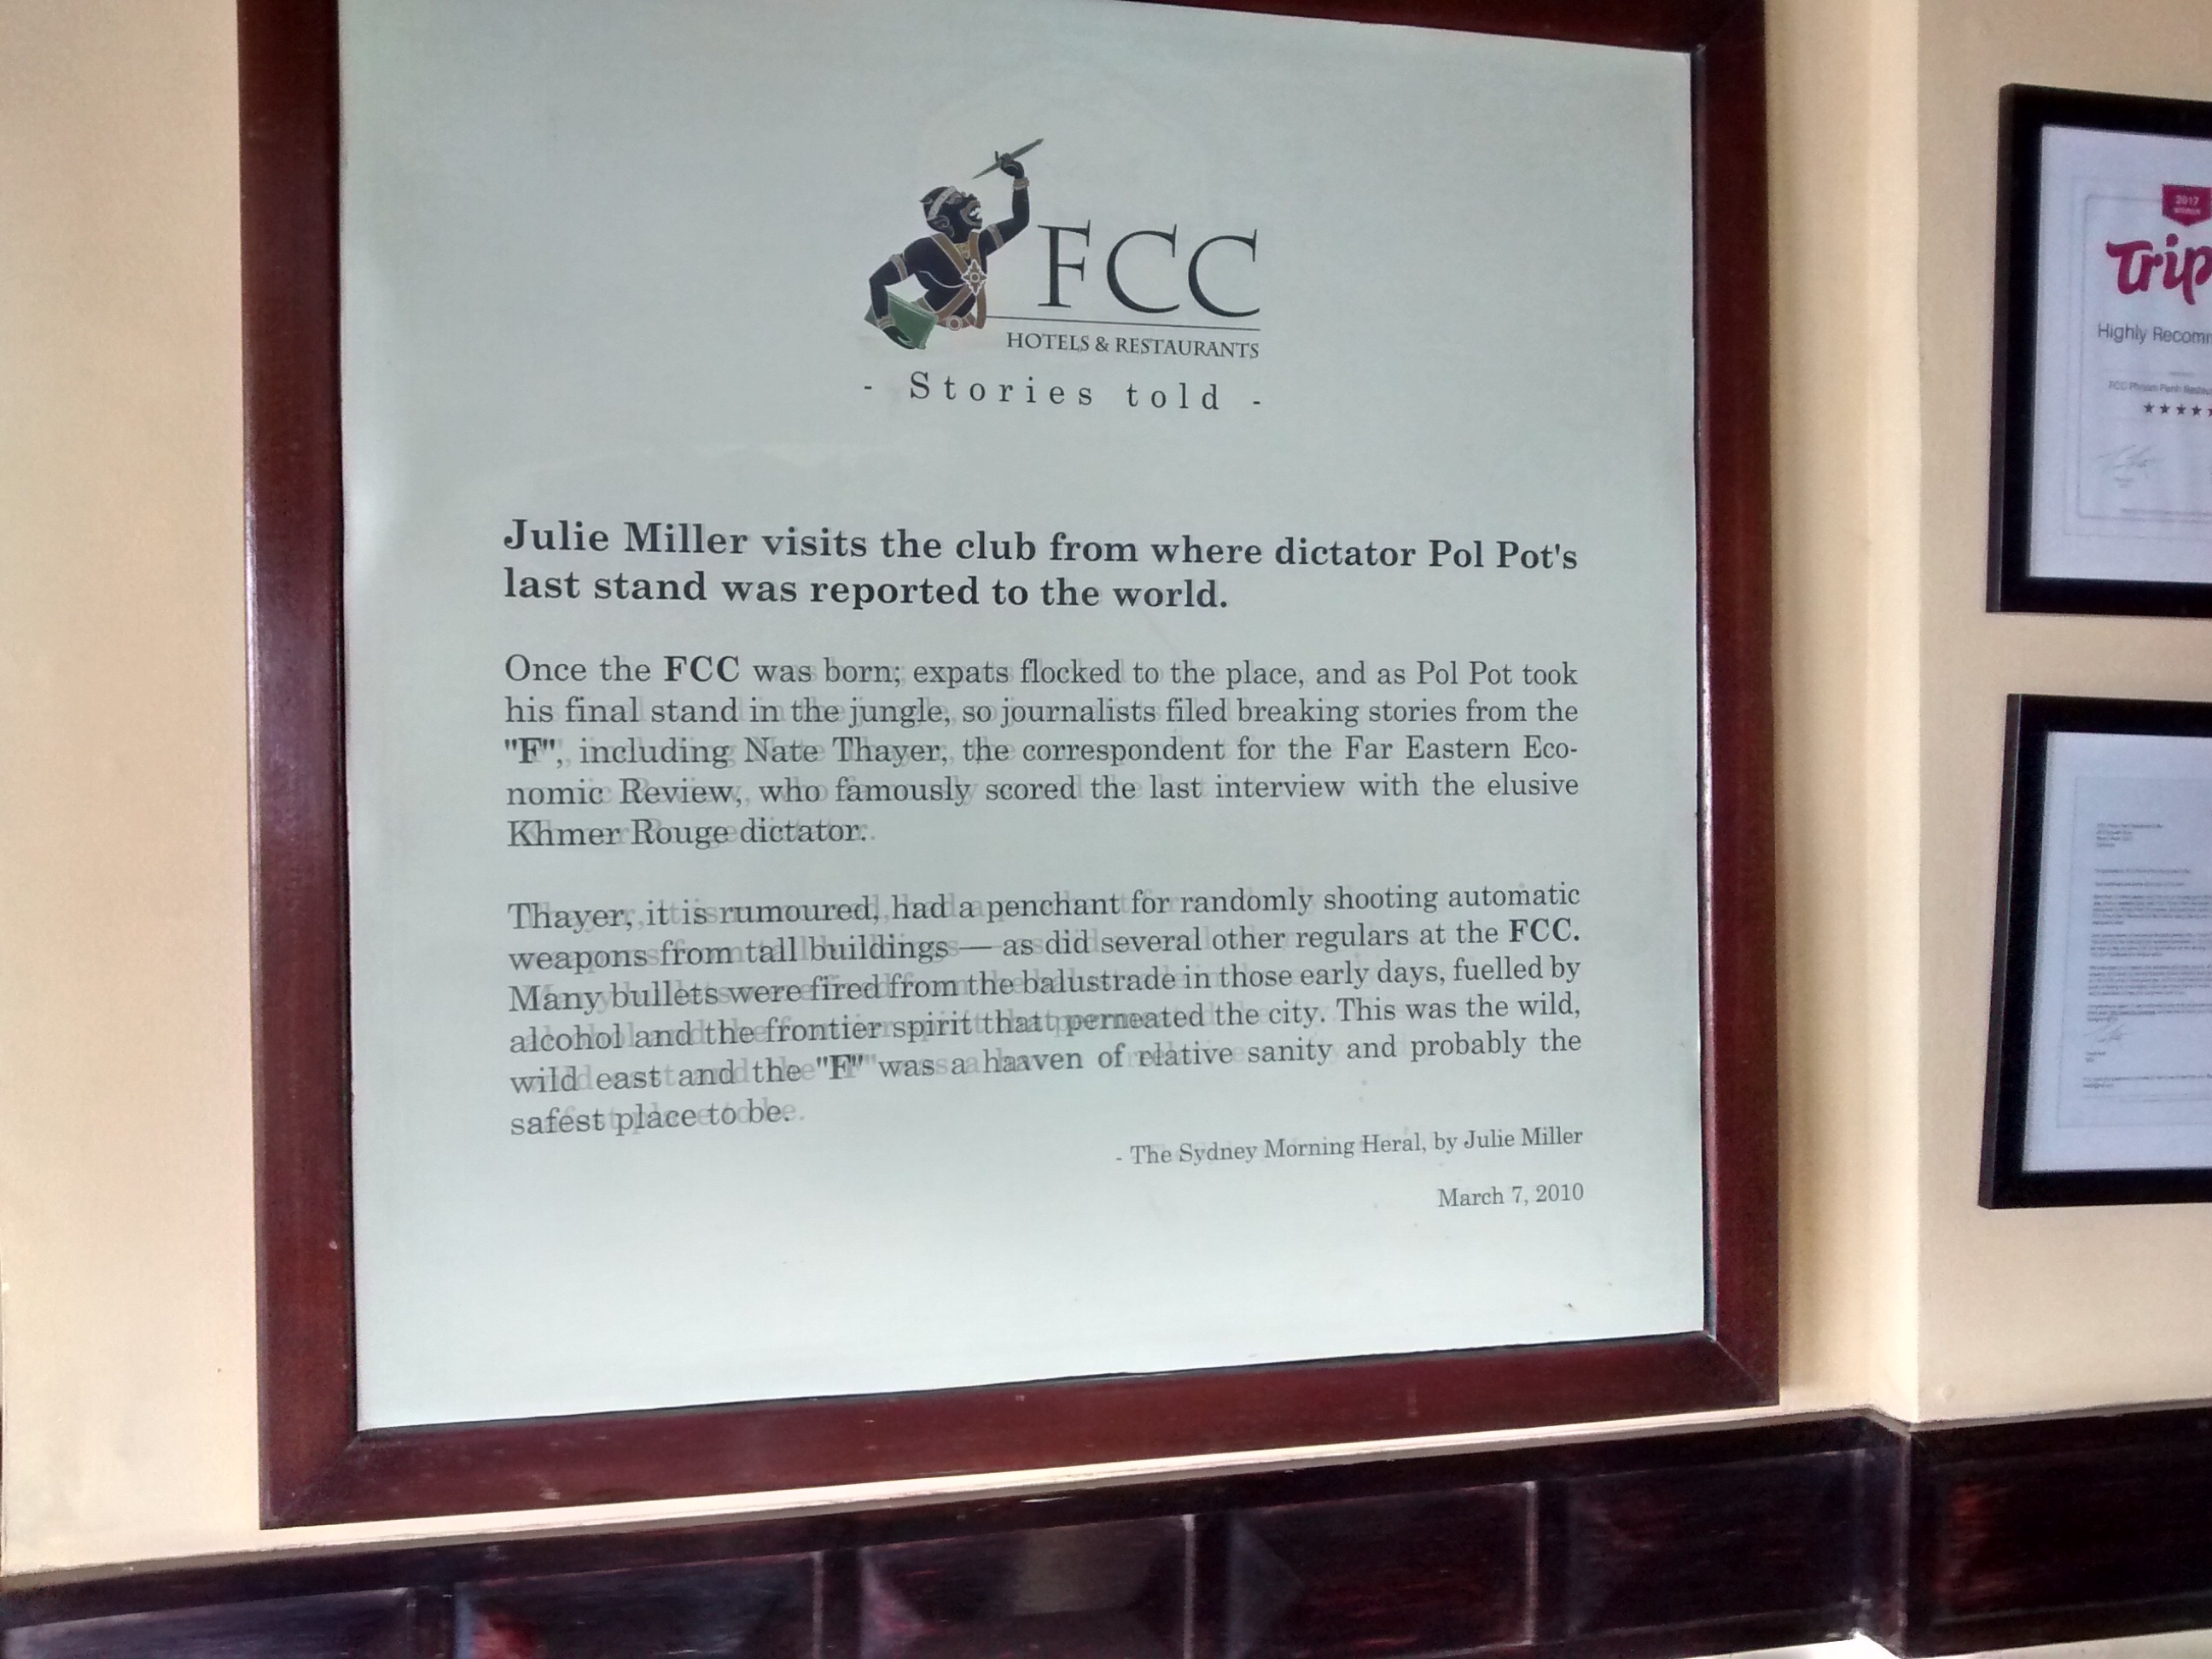 FCC
HOTELS & RESTAURANTS
- Stories told -
Julie Miller visits the club from where dictator Pol Pot's
last stand was reported to the world.
Once the FCC was born; expats flocked to the place, and as Pol Pot took
his final stand in the jungle, so journalists filed breaking stories from the
"F", including Nate Thayer, the correspondent for the Far Eastern Eco-
nomic Review, who famously scored the last interview with the elusive
Khmer Rouge dictator.
Thayer, it is rumoured, had a penchant for randomly shooting automatic
weapons from tall buildings — as did several other regulars at the FCC.
Many bullets were fired from the balustrade in those early days, fuelled by
alcohol and the frontier spirit that permeated the city. This was the wild,
wild east and the "F" was a haven of relative sanity and probably the
safest place to be.
- The Sydney Morning Heral, by Julie Miller
March 7, 2010
2017
Trip
Highly Recom
FCC Phnom Penh